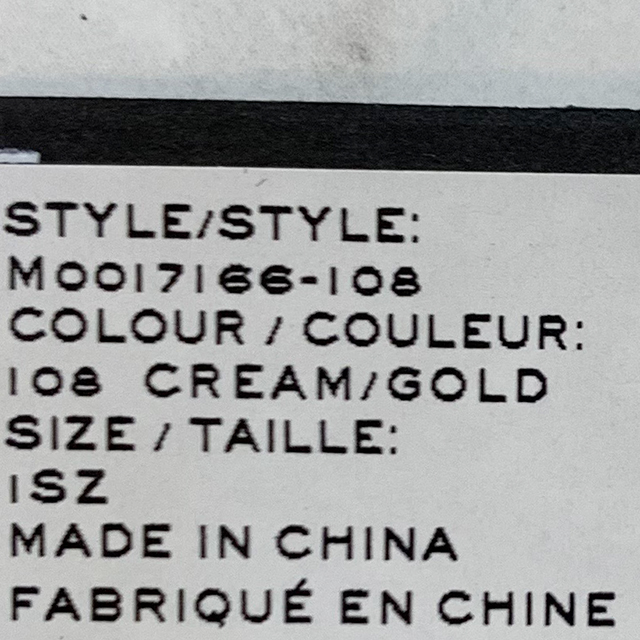 STYLE/STYLE:
M0017166-108
COLOUR / COULEUR:
108 CREAM/GOLD
SIZE / TAILLE:
1SZ
MADE IN CHINA
FABRIQUÉ EN CHINE